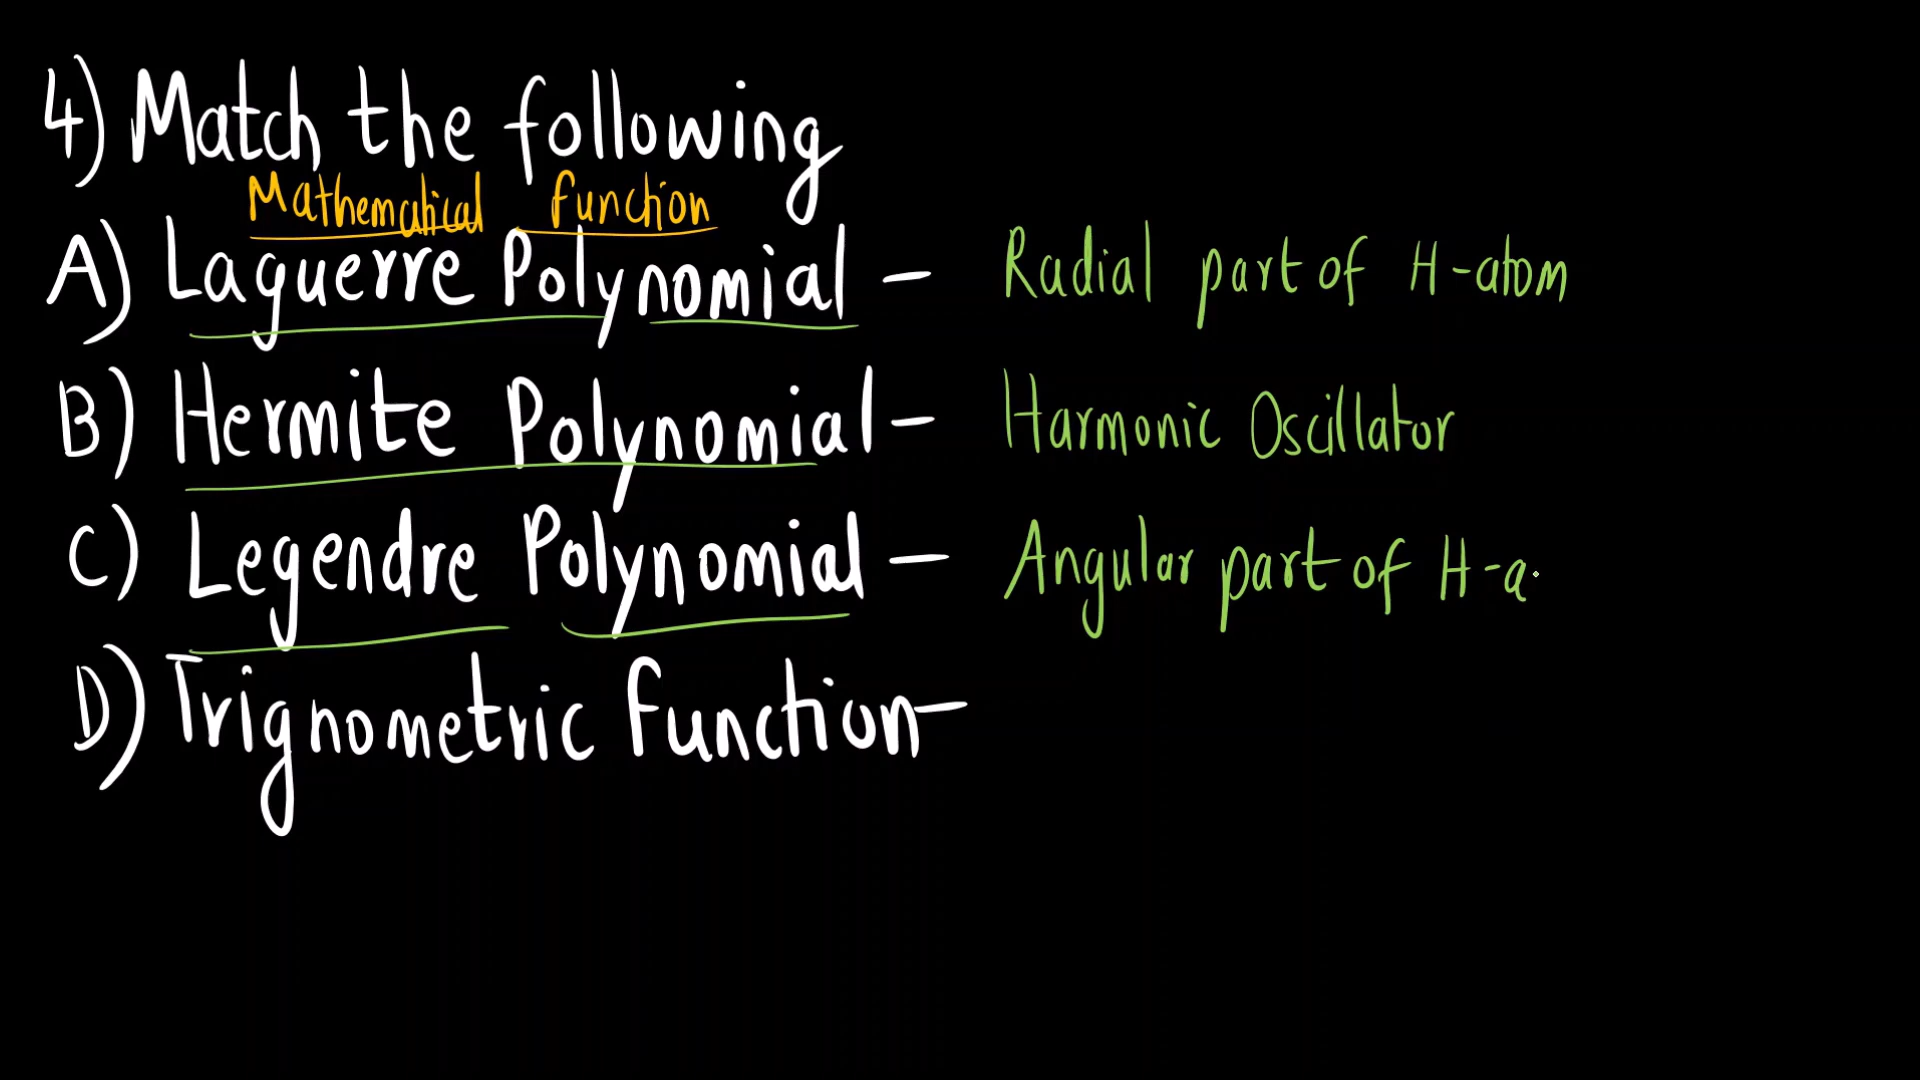 4) Match the following
Mathematical function
A) Laguerre Polynomial - Radial part of H-atom
B) Hermite Polynomial - Harmonic Oscillator
C) Legendre Polynomial - Angular part of H-a
D) Trignometric function -